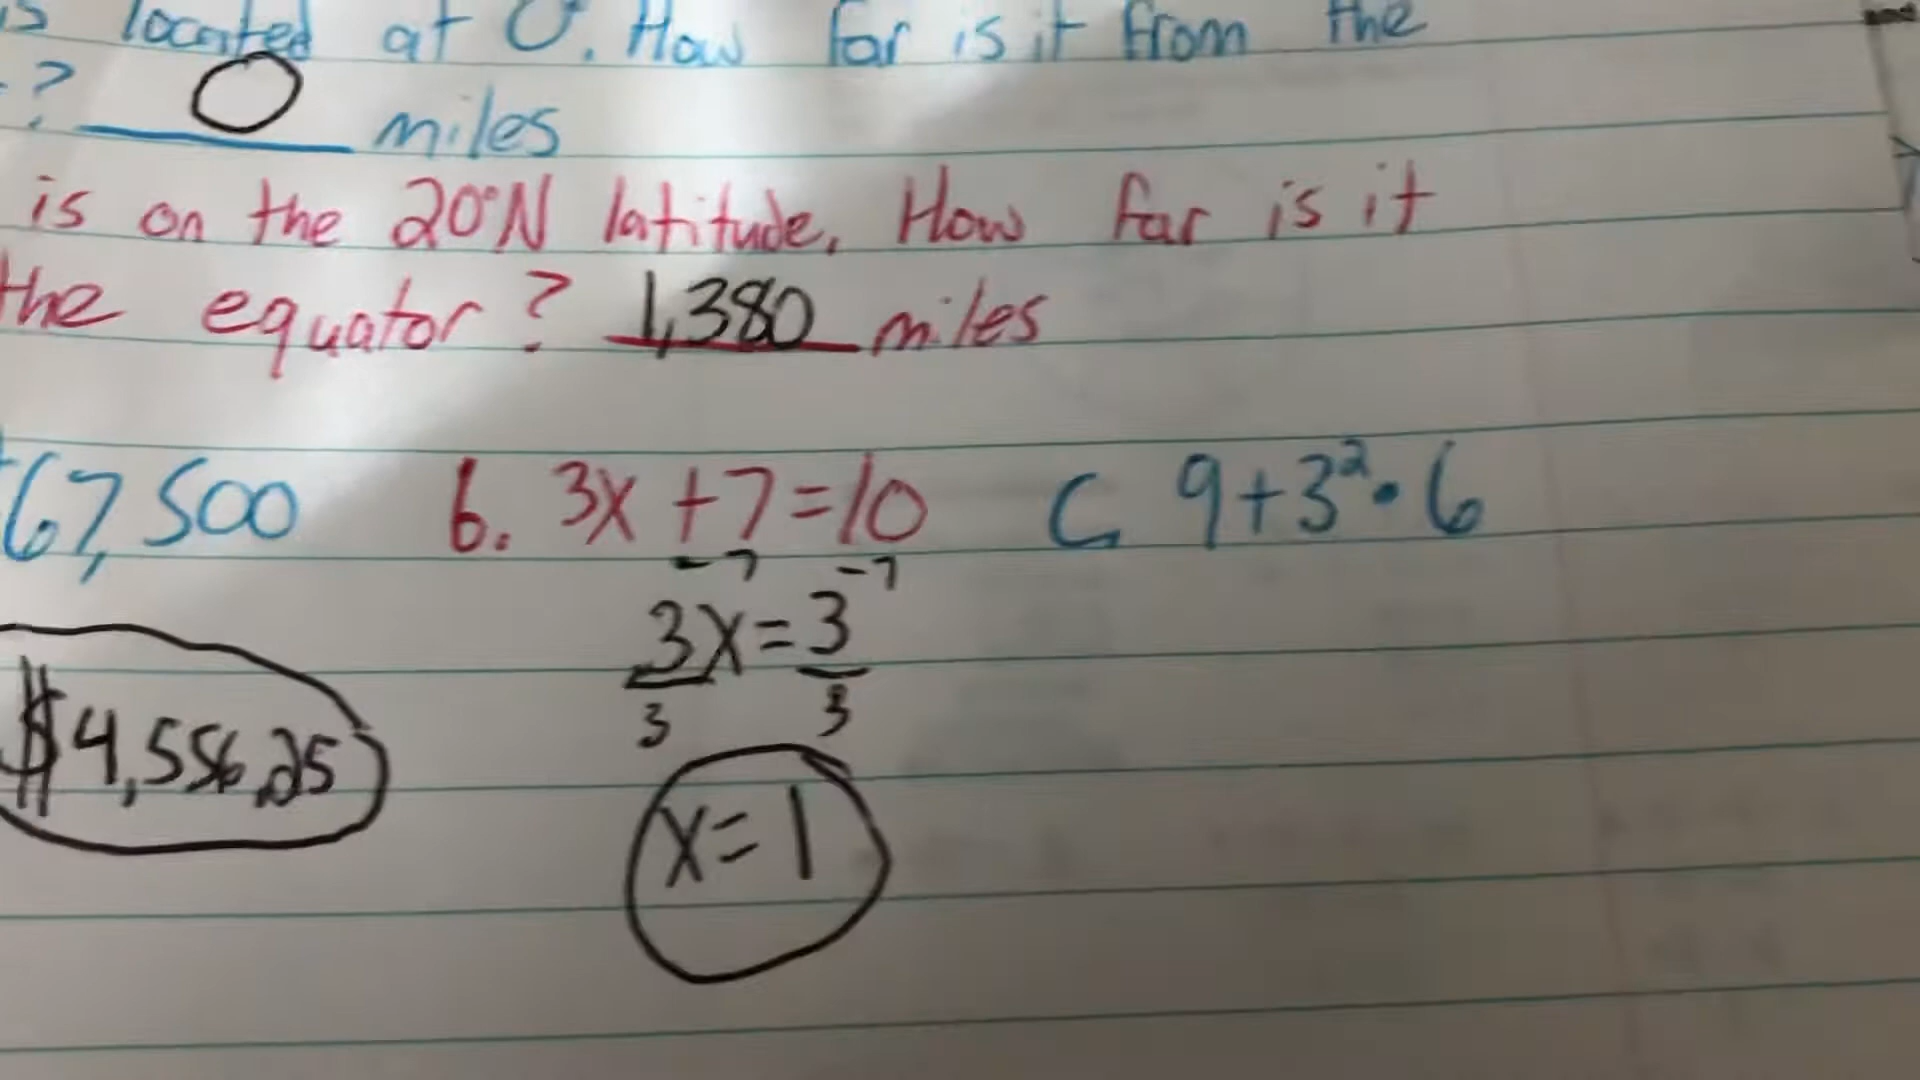 is located at 0°. How far is it from the
? 0 miles
is on the 20°N latitude. How far is it
the equator? 1,380 miles
67,500 b. 3x+7=10 C. 9+3²•6
-7 -7
3x=3
3 3
$4,556.25
x=1